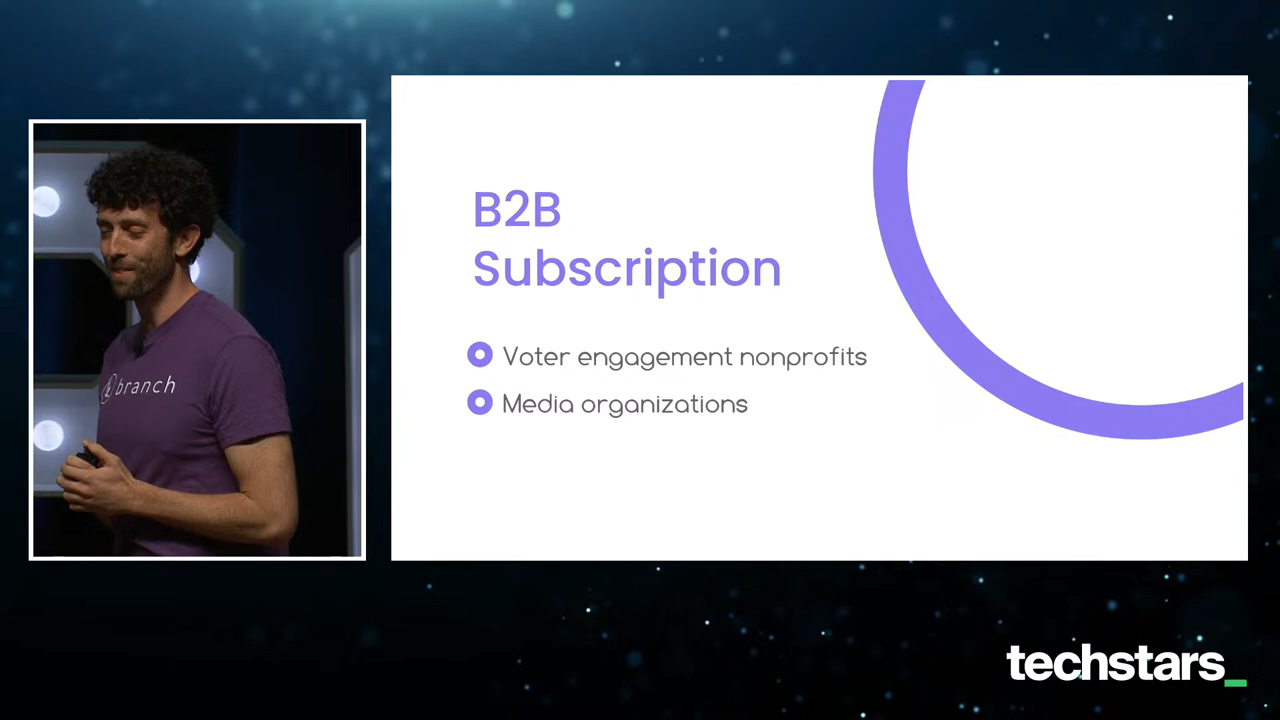 B2B
Subscription
Voter engagement nonprofits
Media organizations
branch
techstars_